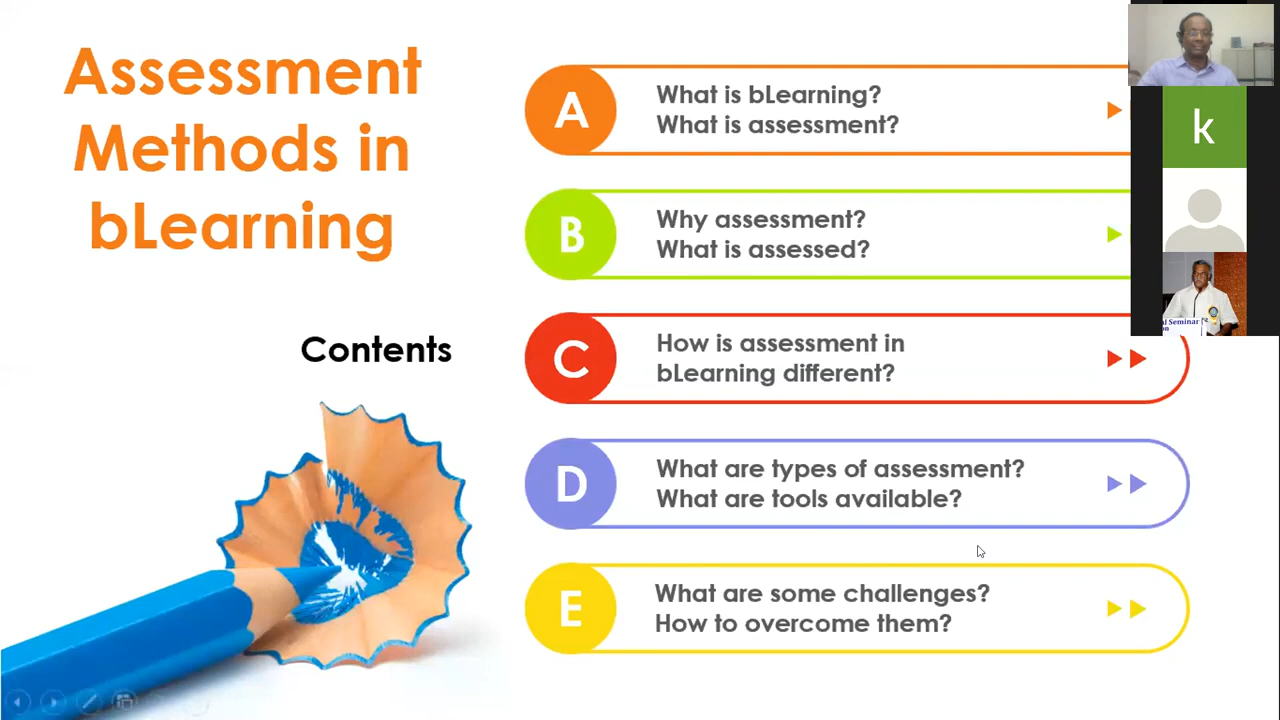 Assessment
Methods in
bLearning
Contents
A
What is bLearning?
What is assessment?
B
Why assessment?
What is assessed?
C
How is assessment in
bLearning different?
D
What are types of assessment?
What are tools available?
E
What are some challenges?
How to overcome them?
k
al Seminar